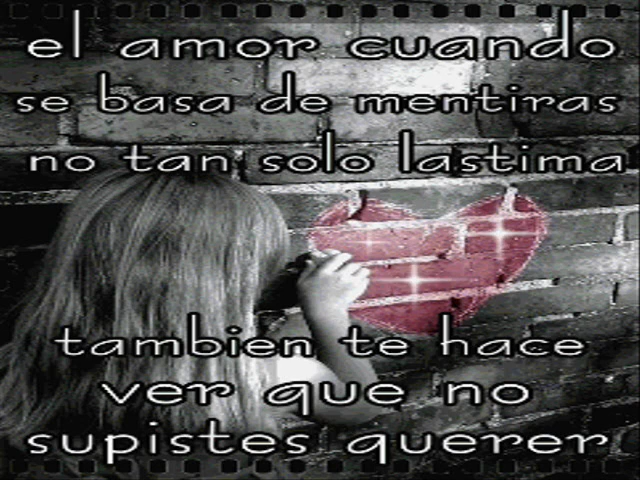 el amor cuando
se basa de mentiras
no tan solo lastima
tambien te hace
ver que no
supistes querer